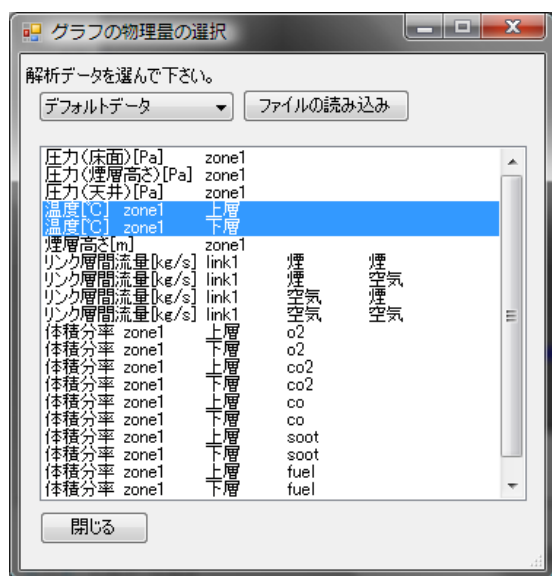 グラフの物理量の選択
解析データを選んで下さい。
デフォルトデータ ファイルの読み込み
圧力(床面)[Pa] zone1
圧力(煙層高さ)[Pa] zone1
圧力(天井)[Pa] zone1
温度[℃] zone1 上層
温度[℃] zone1 下層
煙層高さ[m] zone1
リンク層間流量[kg/s] link1 煙 煙
リンク層間流量[kg/s] link1 煙 空気
リンク層間流量[kg/s] link1 空気 煙
リンク層間流量[kg/s] link1 空気 空気
体積分率 zone1 上層 o2
体積分率 zone1 下層 o2
体積分率 zone1 上層 co2
体積分率 zone1 下層 co2
体積分率 zone1 上層 co
体積分率 zone1 下層 co
体積分率 zone1 上層 soot
体積分率 zone1 下層 soot
体積分率 zone1 上層 fuel
体積分率 zone1 下層 fuel
閉じる